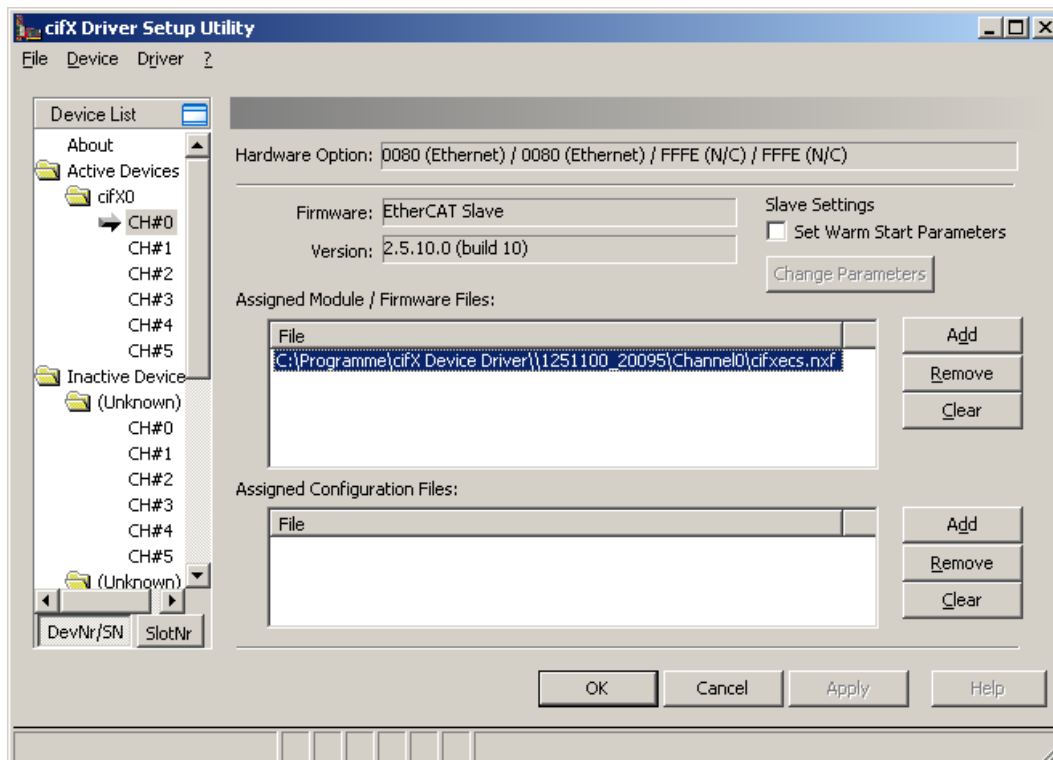 cifX Driver Setup Utility
File Device Driver ?
Device List
About
Active Devices
cifX0
CH#0
CH#1
CH#2
CH#3
CH#4
CH#5
Inactive Device
(Unknown)
CH#0
CH#1
CH#2
CH#3
CH#4
CH#5
(Unknown)
DevNr/SN SlotNr
Hardware Option: 0080 (Ethernet) / 0080 (Ethernet) / FFFE (N/C) / FFFE (N/C)
Firmware: EtherCAT Slave
Version: 2.5.10.0 (build 10)
Slave Settings
Set Warm Start Parameters
Change Parameters
Assigned Module / Firmware Files:
File
C:\Programme\cifX Device Driver\\1251100_20095\Channel0\cifxecs.nxf
Add
Remove
Clear
Assigned Configuration Files:
File
Add
Remove
Clear
OK Cancel Apply Help